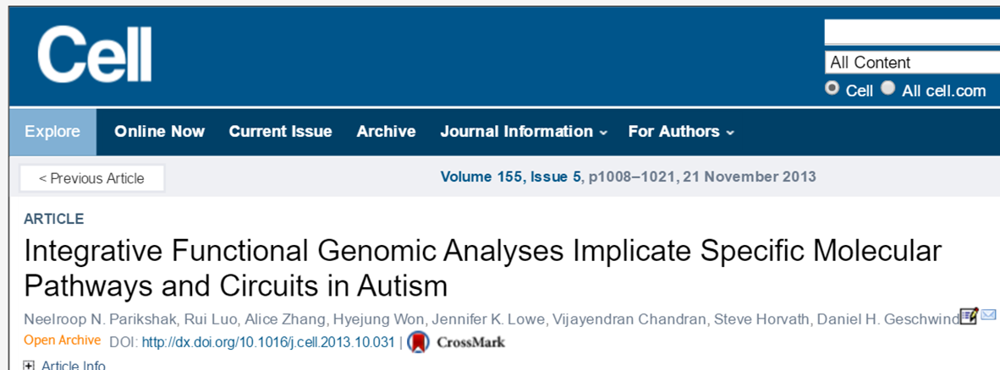 Cell
All Content
Cell All cell.com
Explore Online Now Current Issue Archive Journal Information For Authors
< Previous Article Volume 155, Issue 5, p1008–1021, 21 November 2013
ARTICLE
Integrative Functional Genomic Analyses Implicate Specific Molecular
Pathways and Circuits in Autism
Neelroop N. Parikshak, Rui Luo, Alice Zhang, Hyejung Won, Jennifer K. Lowe, Vijayendran Chandran, Steve Horvath, Daniel H. Geschwind
Open Archive DOI: http://dx.doi.org/10.1016/j.cell.2013.10.031 | CrossMark
Article Info